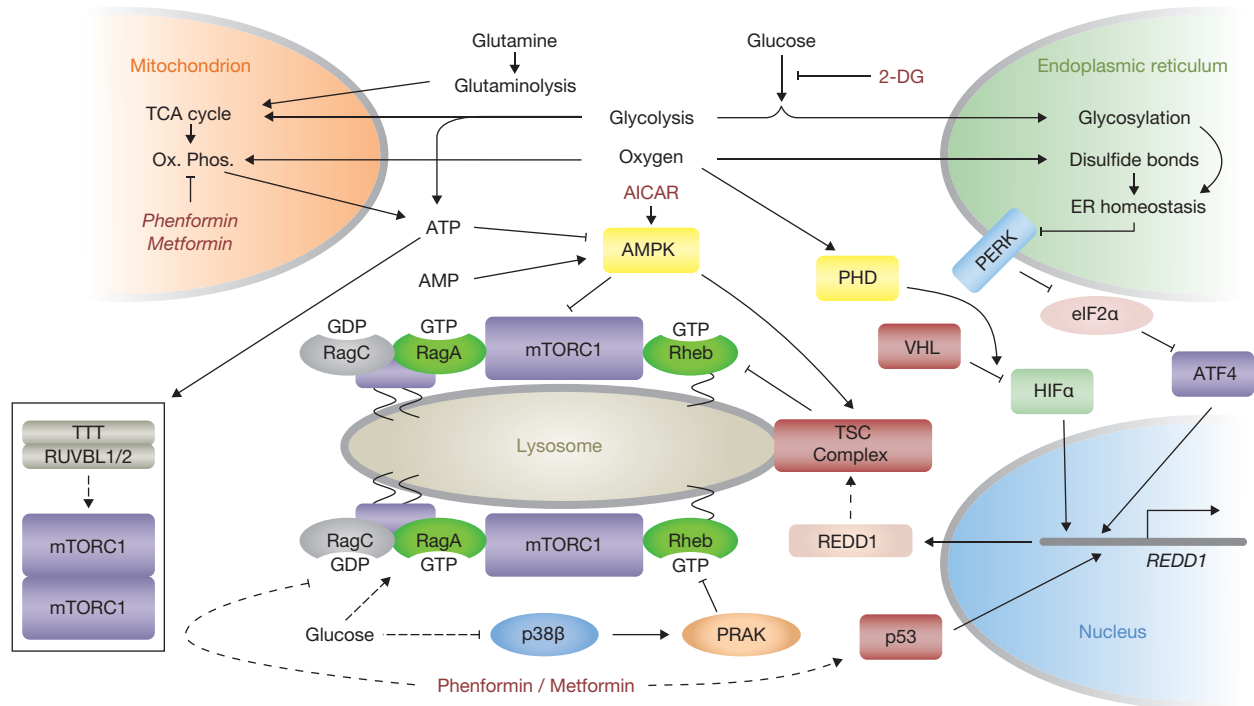 Glutamine
Glucose
Mitochondrion
Endoplasmic reticulum
Glutaminolysis
2-DG
TCA cycle
Glycolysis
Glycosylation
Ox. Phos.
Oxygen
Disulfide bonds
AICAR
ER homeostasis
Phenformin
Metformin
ATP
AMPK
PERK
AMP
PHD
eIF2α
GDP
GTP
GTP
RagC
RagA
mTORC1
Rheb
VHL
ATF4
HIFα
TTT
RUVBL1/2
Lysosome
TSC
Complex
mTORC1
mTORC1
RagC
RagA
mTORC1
Rheb
REDD1
REDD1
GDP
GTP
GTP
Glucose
p38β
PRAK
p53
Nucleus
Phenformin / Metformin